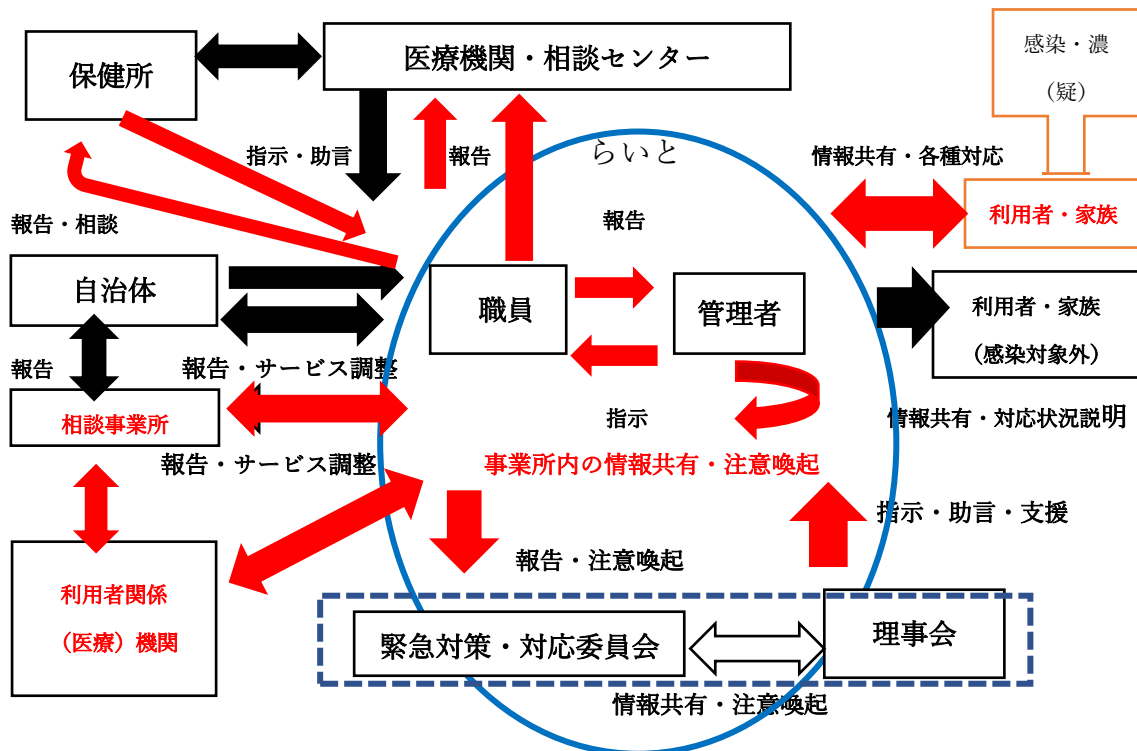 医療機関・相談センター
感染・濃
（疑）
保健所
指示・助言
報告
らいと
情報共有・各種対応
利用者・家族
報告・相談
報告
自治体
職員
管理者
利用者・家族
（感染対象外）
報告
報告・サービス調整
相談事業所
指示
情報共有・対応状況説明
報告・サービス調整
事業所内の情報共有・注意喚起
指示・助言・支援
報告・注意喚起
利用者関係
（医療）機関
緊急対策・対応委員会
理事会
情報共有・注意喚起